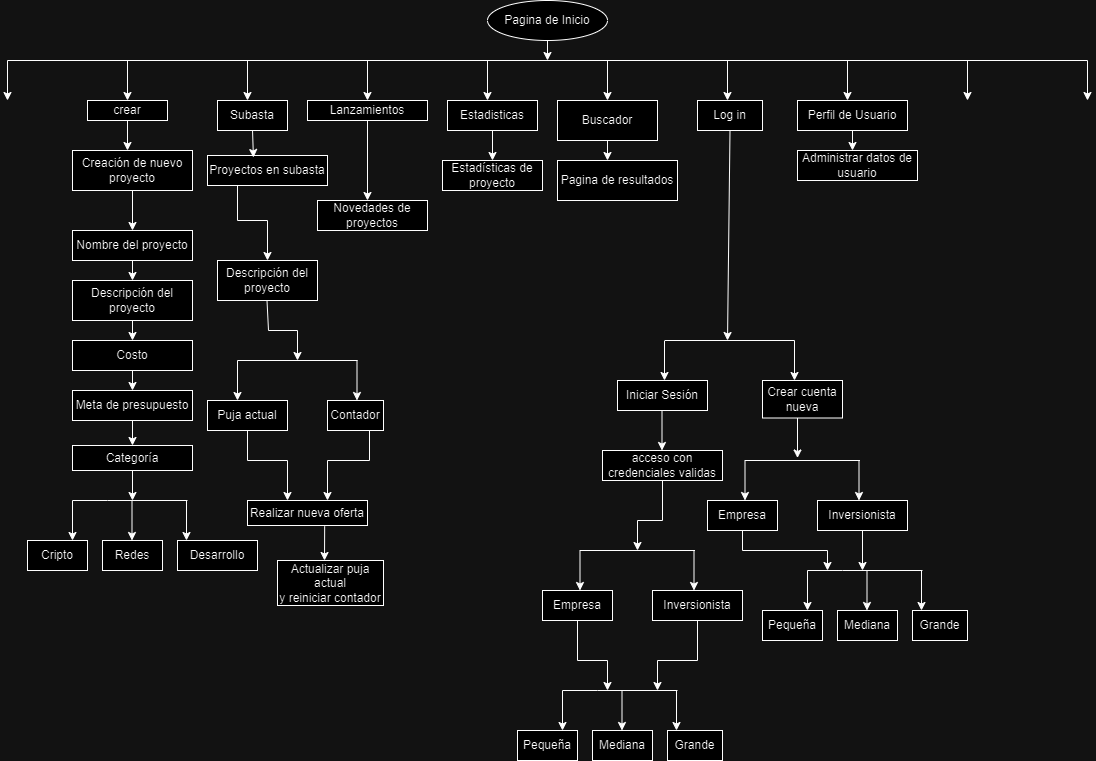 Pagina de Inicio
crear
Subasta
Lanzamientos
Estadisticas
Buscador
Log in
Perfil de Usuario
Creación de nuevo
proyecto
Proyectos en subasta
Novedades de
proyectos
Estadísticas de
proyecto
Pagina de resultados
Administrar datos de
usuario
Nombre del proyecto
Descripción del
proyecto
Descripción del
proyecto
Costo
Meta de presupuesto
Categoría
Cripto
Redes
Desarrollo
Puja actual
Contador
Realizar nueva oferta
Actualizar puja
actual
y reiniciar contador
Iniciar Sesión
Crear cuenta
nueva
acceso con
credenciales validas
Empresa
Inversionista
Empresa
Inversionista
Pequeña
Mediana
Grande
Pequeña
Mediana
Grande